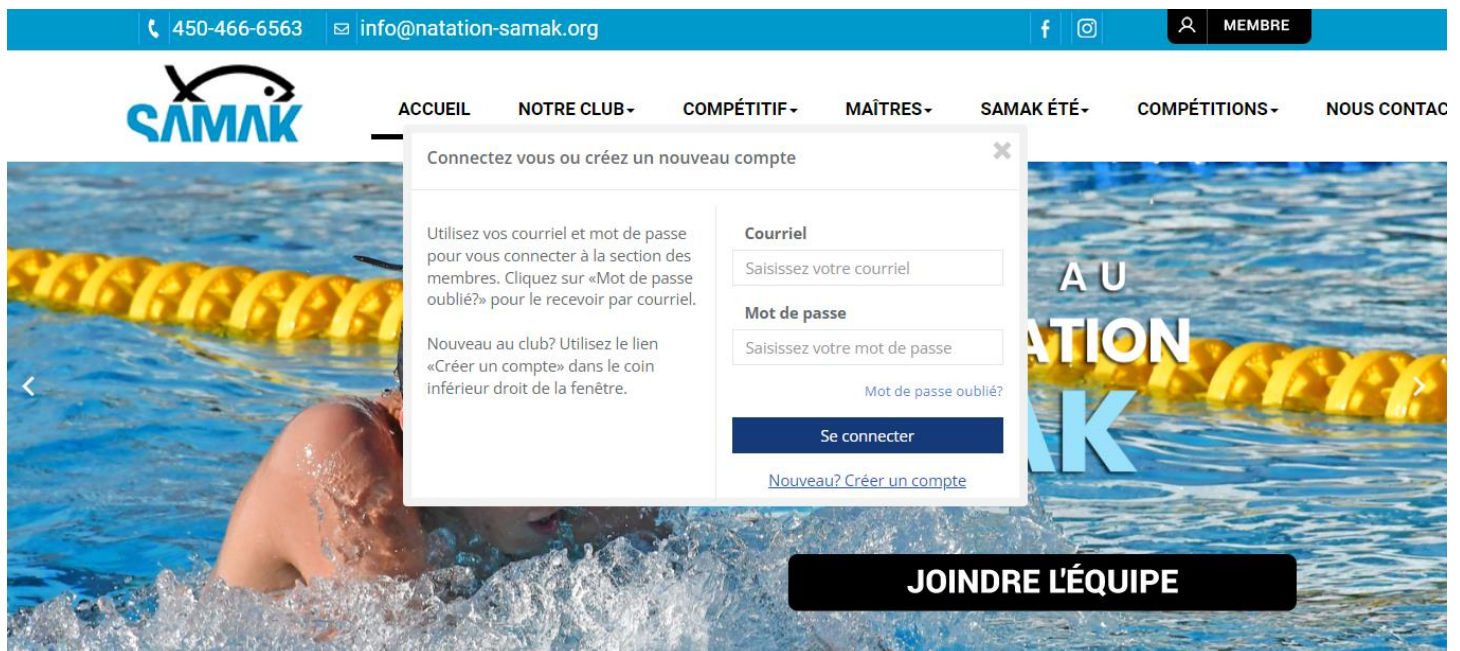 450-466-6563
info@natation-samak.org
MEMBRE
SAMAK
ACCUEIL
NOTRE CLUB
COMPÉTITIF
MAÎTRES
SAMAK ÉTÉ
COMPÉTITIONS
NOUS CONTAC
Connectez vous ou créez un nouveau compte
Utilisez vos courriel et mot de passe
pour vous connecter à la section des
membres. Cliquez sur «Mot de passe
oublié?» pour le recevoir par courriel.
Nouveau au club? Utilisez le lien
«Créer un compte» dans le coin
inférieur droit de la fenêtre.
Courriel
Saisissez votre courriel
Mot de passe
Saisissez votre mot de passe
Mot de passe oublié?
Se connecter
Nouveau? Créer un compte
AU
ATION
AK
JOINDRE L'ÉQUIPE